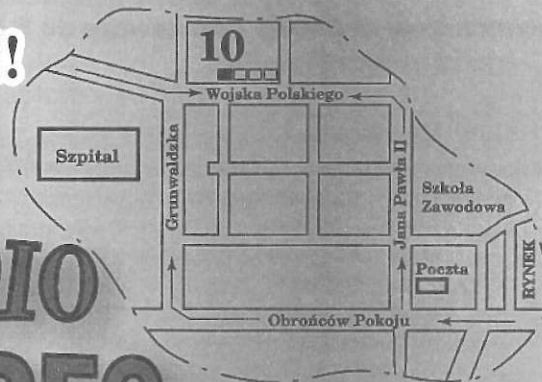 !
10
Wojska Polskiego
Szpital
Grunwaldzka
Jana Pawła II
Szkoła
Zawodowa
Poczta
RYNEK
Obrońców Pokoju